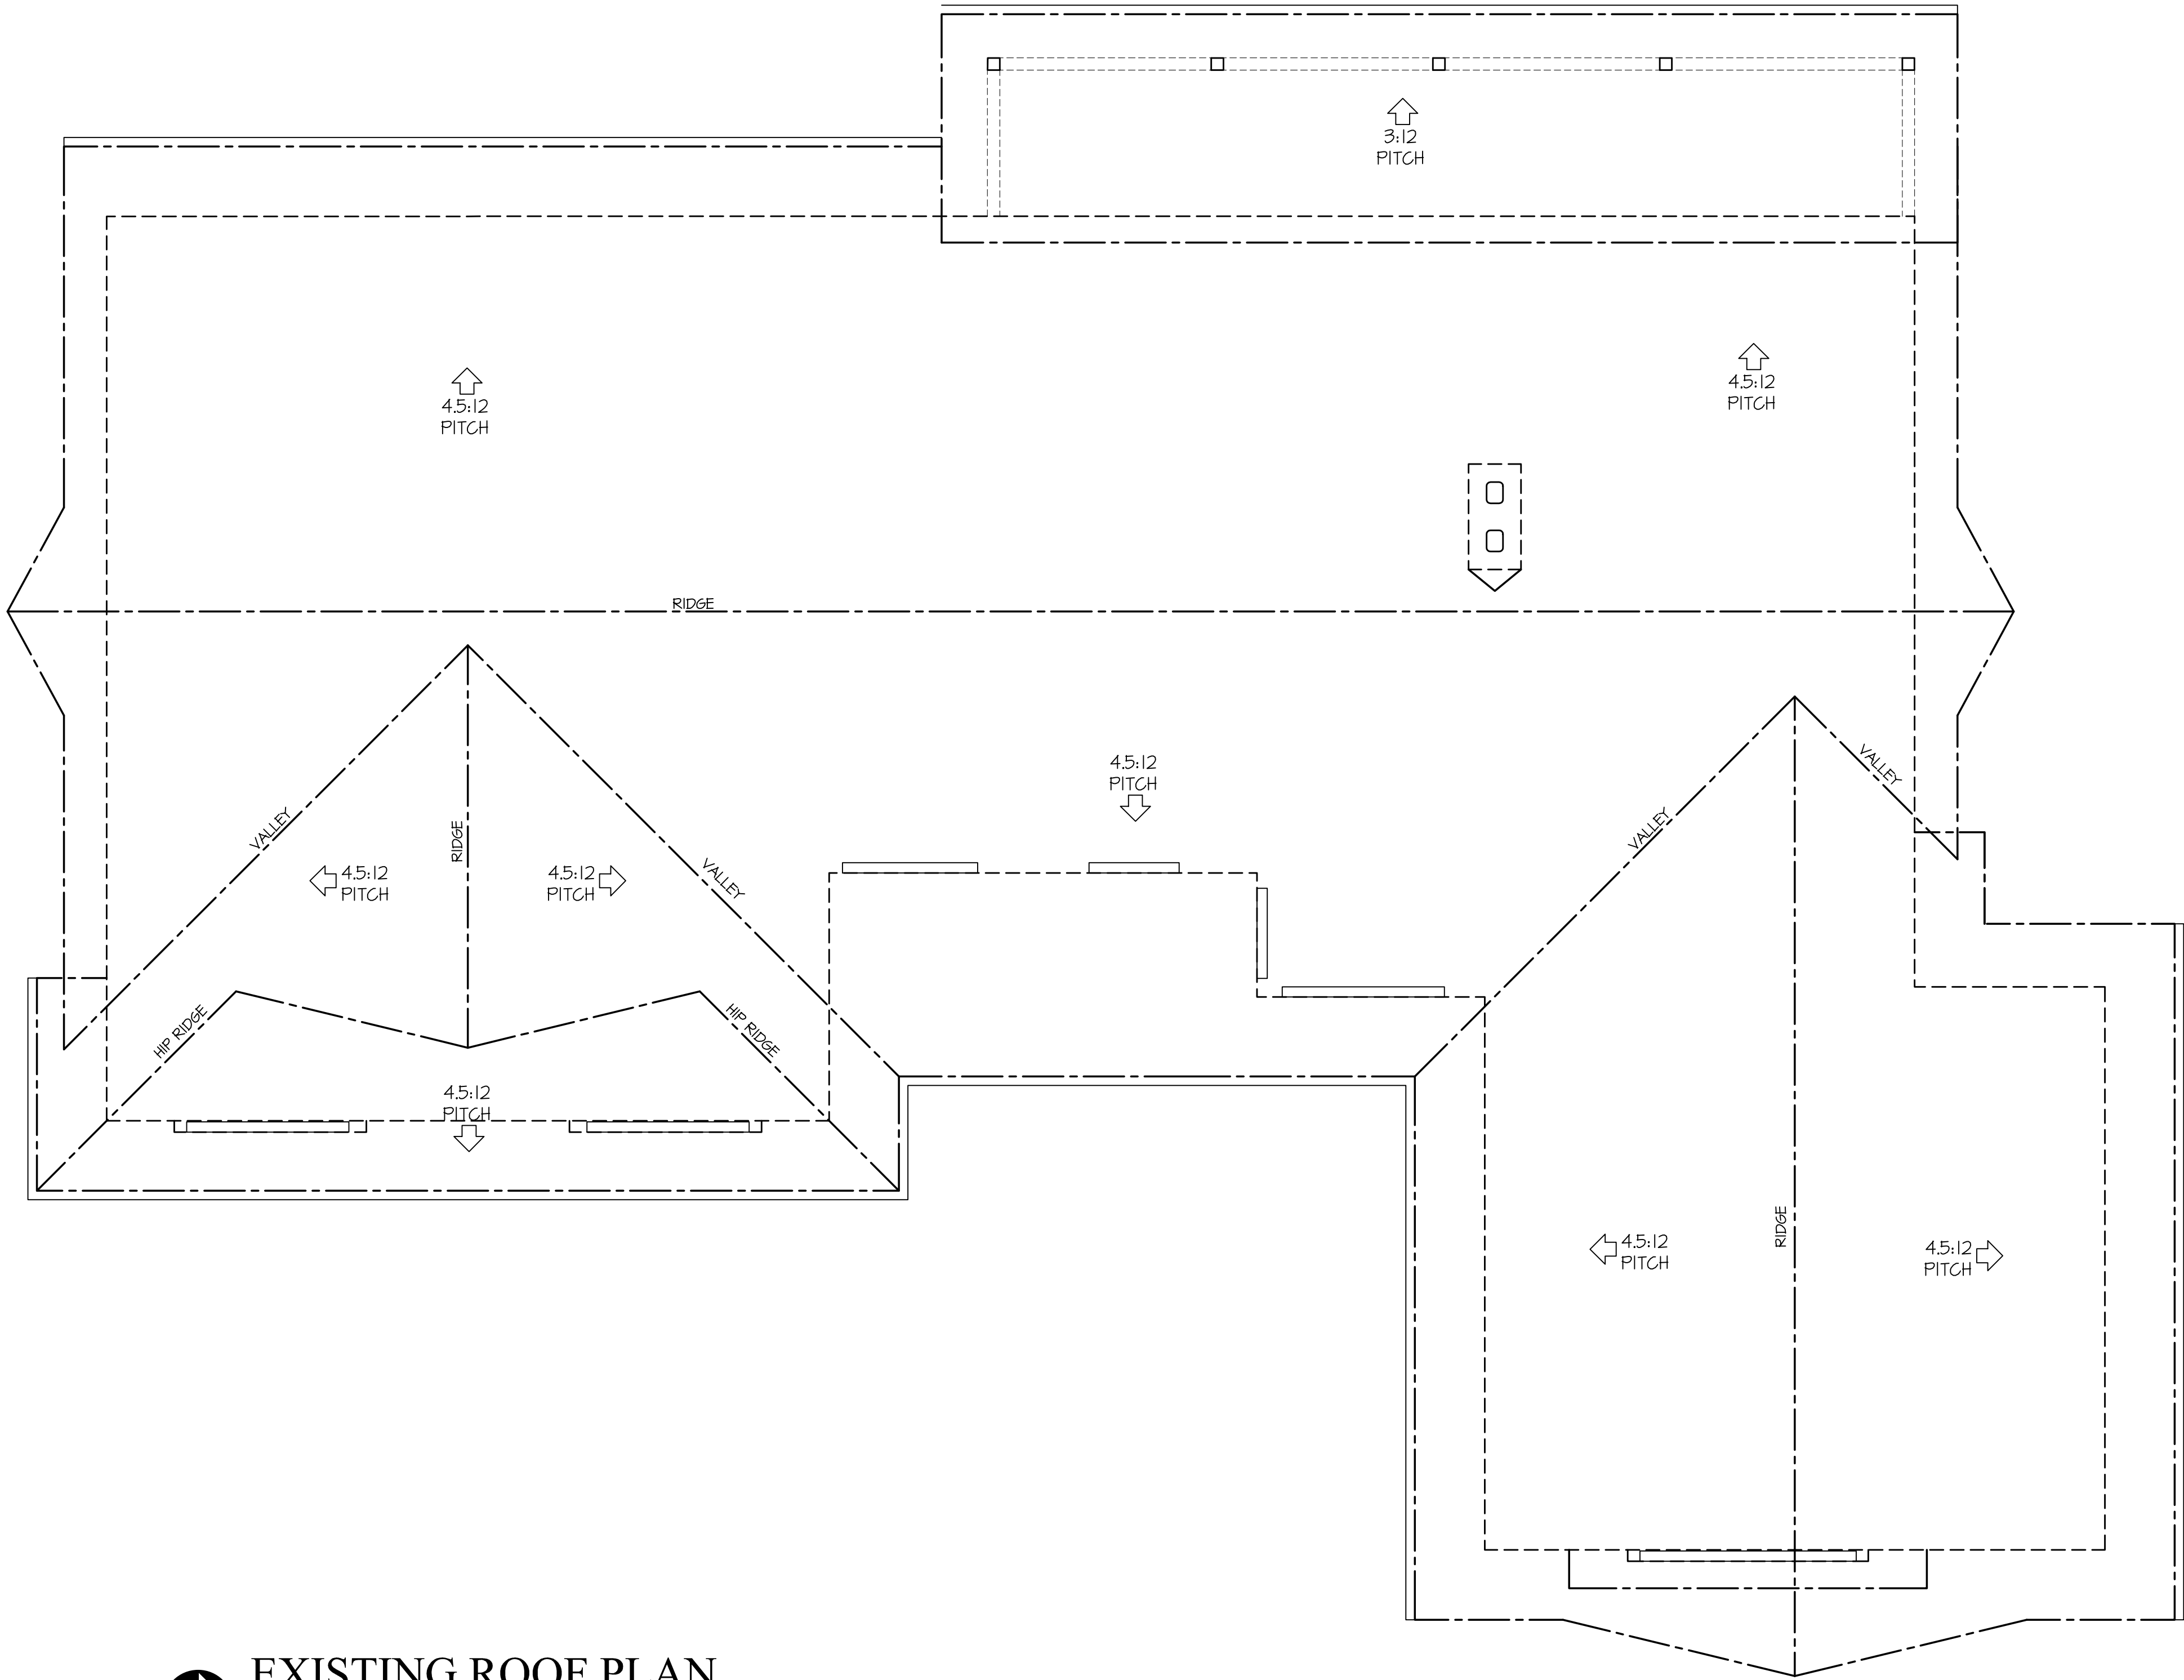 3:12
PITCH
4.5:12
PITCH
4.5:12
PITCH
RIDGE
4.5:12
PITCH
VALLEY
VALLEY
RIDGE
VALLEY
VALLEY
4.5:12
PITCH
4.5:12
PITCH
HIP RIDGE
HIP RIDGE
4.5:12
PITCH
RIDGE
4.5:12
PITCH
4.5:12
PITCH
EXISTING ROOF PLAN